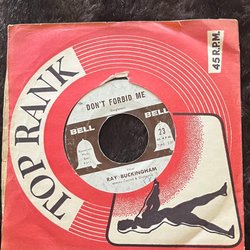 TOP RANK
45 R.P.M.
DON'T FORBID ME
BELL
BELL
23
RAY BUCKINGHAM